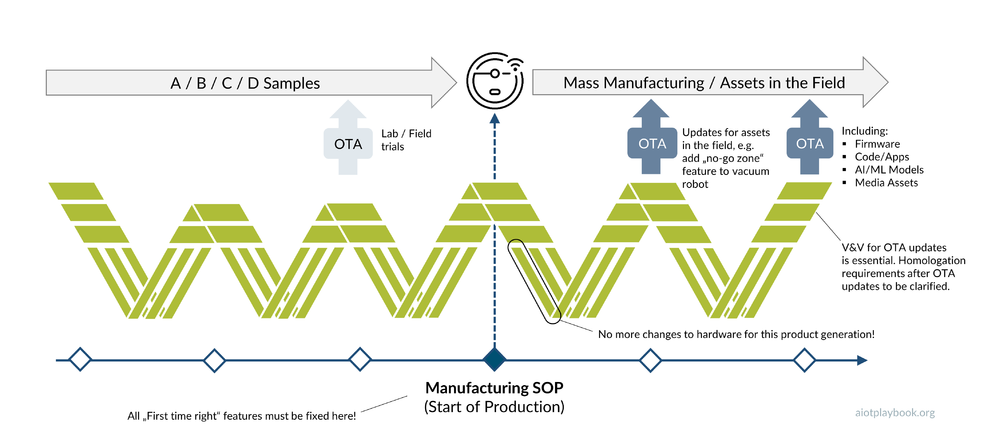 A / B / C / D Samples
Mass Manufacturing / Assets in the Field
OTA
Lab / Field
trials
OTA
Updates for assets
in the field, e.g.
add „no-go zone“
feature to vacuum
robot
OTA
Including:
▪ Firmware
▪ Code/Apps
▪ AI/ML Models
▪ Media Assets
V&V for OTA updates
is essential. Homologation
requirements after OTA
updates to be clarified.
No more changes to hardware for this product generation!
Manufacturing SOP
(Start of Production)
All „First time right“ features must be fixed here!
aiotplaybook.org